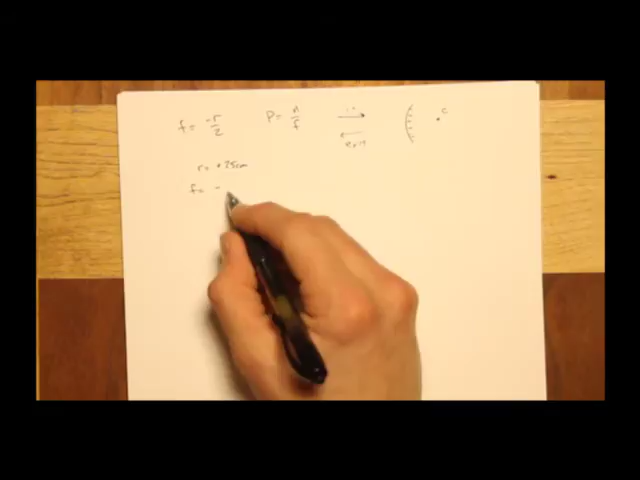 f = -r/2 P = n/f C
r = +25cm
f = -